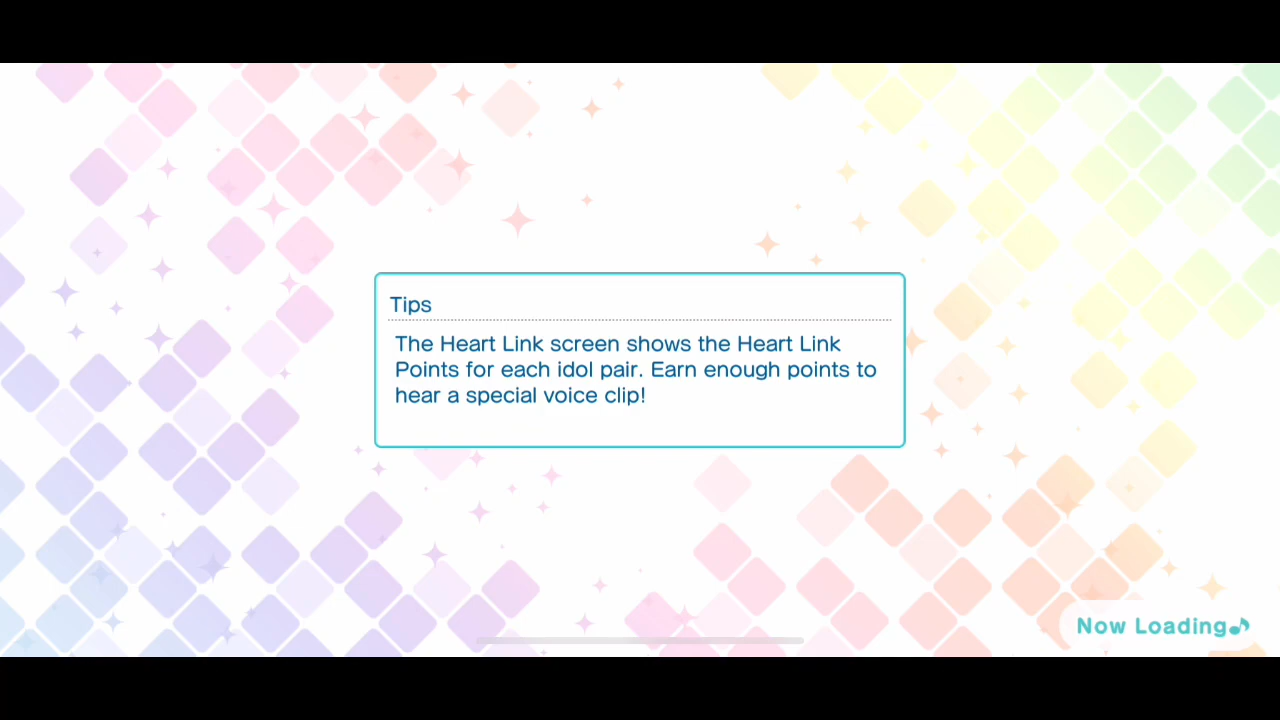 Tips
The Heart Link screen shows the Heart Link
Points for each idol pair. Earn enough points to
hear a special voice clip!
Now Loading♪